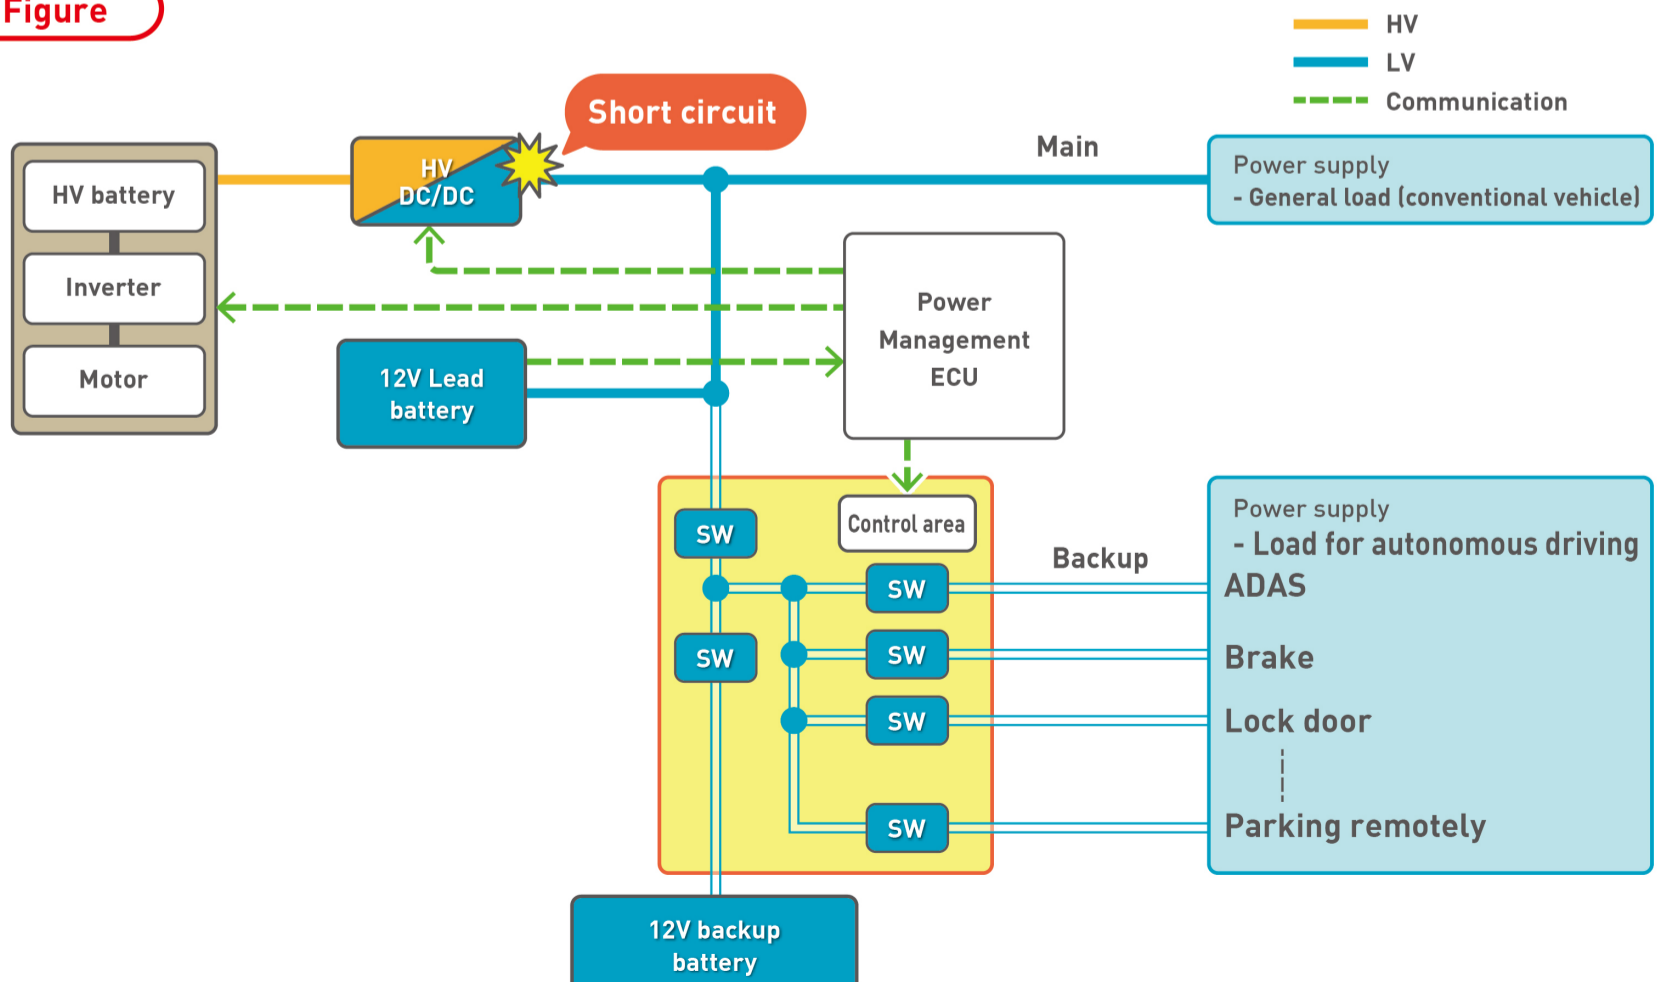 Figure
HV
LV
Communication
Short circuit
Main
HV
DC/DC
Power supply
- General load (conventional vehicle)
HV battery
Inverter
Motor
12V Lead
battery
Power
Management
ECU
Control area
SW
SW
SW
SW
SW
SW
Backup
Power supply
- Load for autonomous driving
ADAS
Brake
Lock door
Parking remotely
12V backup
battery